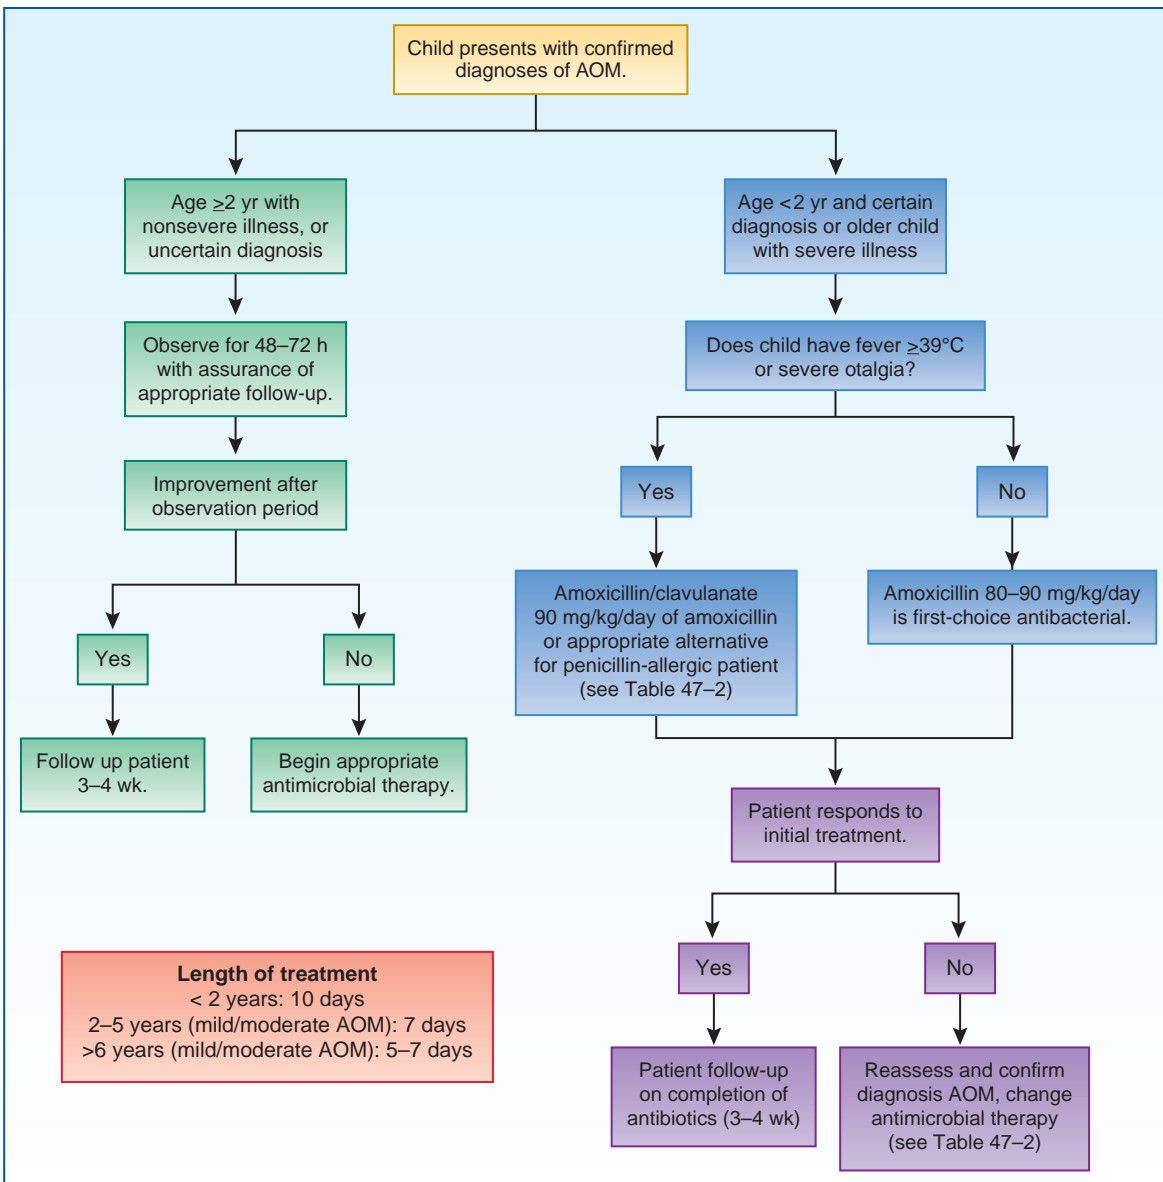 Child presents with confirmed
diagnoses of AOM.
Age ≥2 yr with
nonsevere illness, or
uncertain diagnosis
Observe for 48–72 h
with assurance of
appropriate follow-up.
Improvement after
observation period
Yes
No
Follow up patient
3–4 wk.
Begin appropriate
antimicrobial therapy.
Age <2 yr and certain
diagnosis or older child
with severe illness
Does child have fever ≥39°C
or severe otalgia?
Yes
No
Amoxicillin/clavulanate
90 mg/kg/day of amoxicillin
or appropriate alternative
for penicillin-allergic patient
(see Table 47–2)
Amoxicillin 80–90 mg/kg/day
is first-choice antibacterial.
Patient responds to
initial treatment.
Yes
No
Patient follow-up
on completion of
antibiotics (3–4 wk)
Reassess and confirm
diagnosis AOM, change
antimicrobial therapy
(see Table 47–2)
Length of treatment
< 2 years: 10 days
2–5 years (mild/moderate AOM): 7 days
>6 years (mild/moderate AOM): 5–7 days